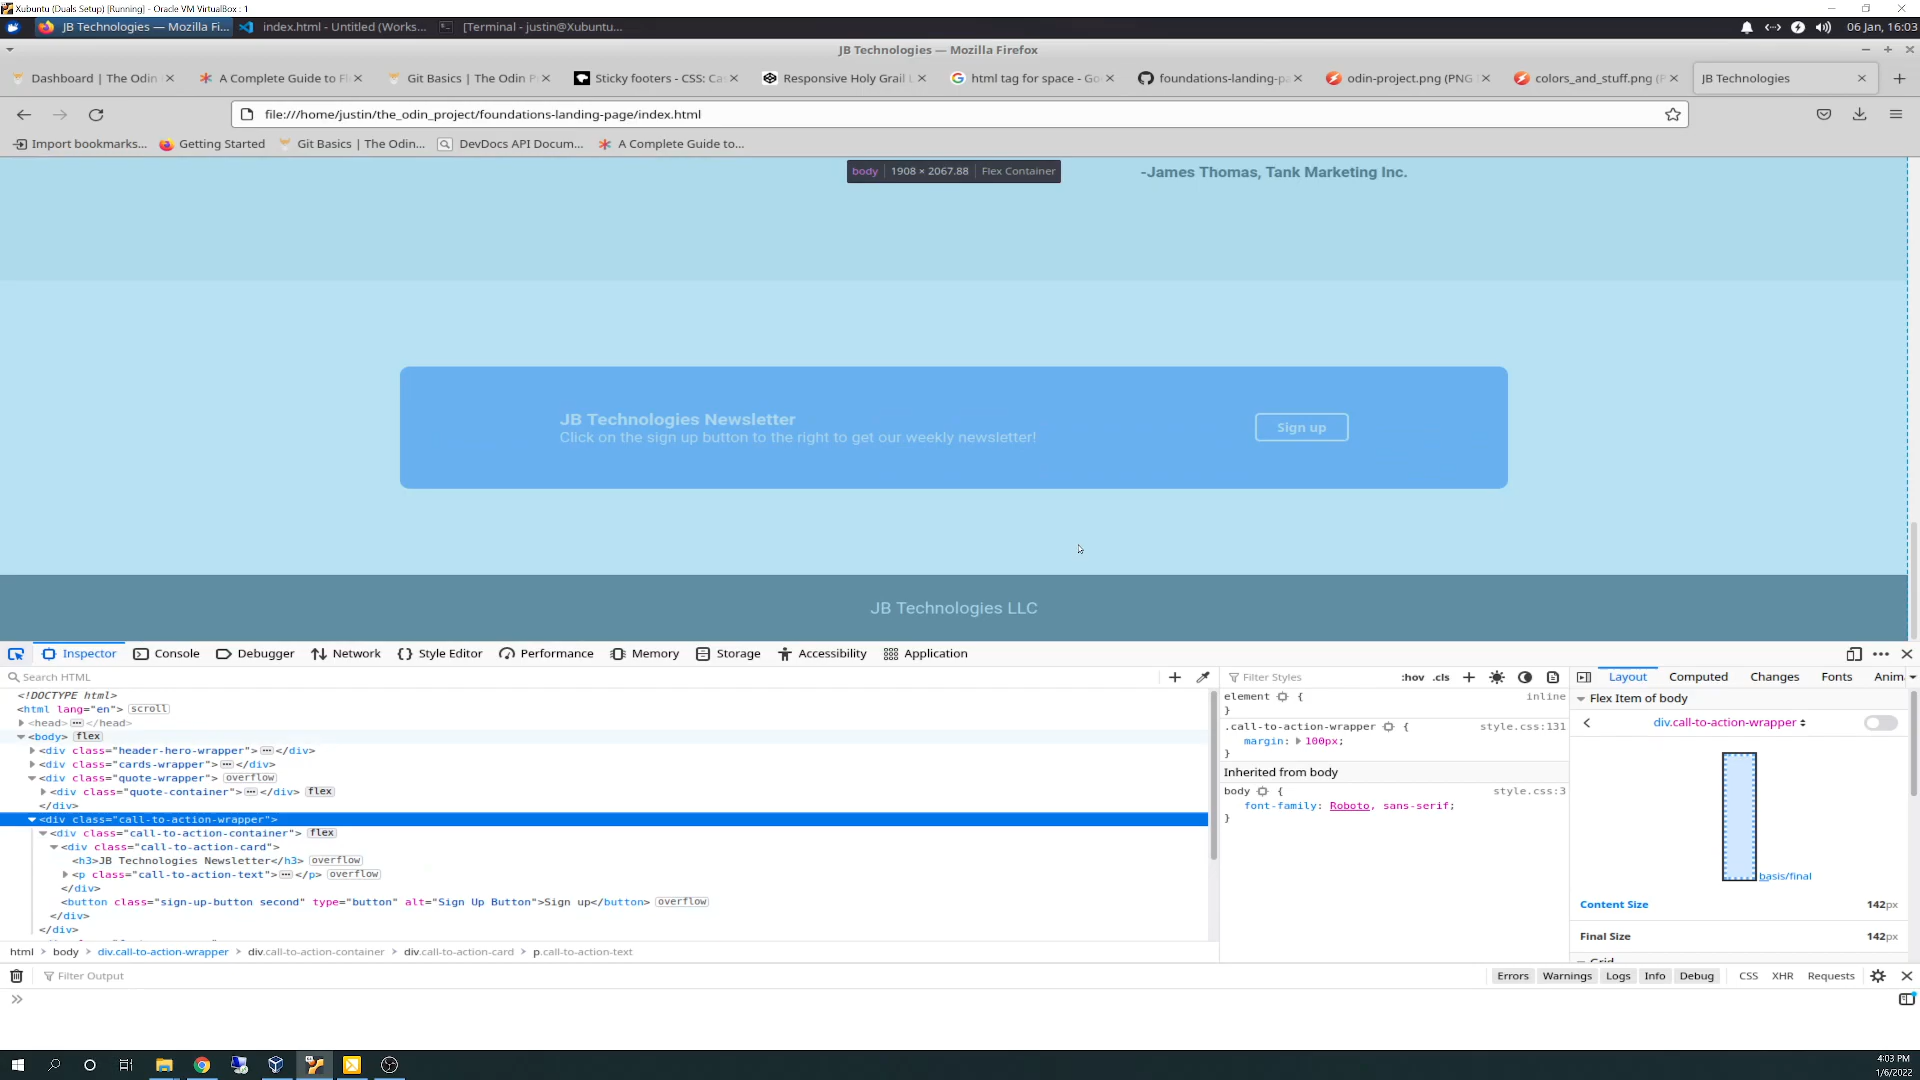 Xubuntu (Duals Setup) [Running] - Oracle VM VirtualBox : 1
JB Technologies — Mozilla Fi...
index.html - Untitled (Works...
[Terminal - justin@Xubuntu...
06 Jan, 16:03
JB Technologies — Mozilla Firefox
Dashboard | The Odin
A Complete Guide to Fl
Git Basics | The Odin P
Sticky footers - CSS: Ca
Responsive Holy Grail L
html tag for space - Go
foundations-landing-pa
odin-project.png (PNG I
colors_and_stuff.png (P
JB Technologies
file:///home/justin/the_odin_project/foundations-landing-page/index.html
Import bookmarks...
Getting Started
Git Basics | The Odin...
DevDocs API Docum...
A Complete Guide to...
body 1908 × 2067.88 Flex Container
-James Thomas, Tank Marketing Inc.
JB Technologies Newsletter
Click on the sign up button to the right to get our weekly newsletter!
Sign up
JB Technologies LLC
Inspector Console Debugger Network Style Editor Performance Memory Storage Accessibility Application
Search HTML
<!DOCTYPE html>
<html lang="en"> scroll
<head> ••• </head>
<body> flex
<div class="header-hero-wrapper"> ••• </div>
<div class="cards-wrapper"> ••• </div>
<div class="quote-wrapper"> overflow
<div class="quote-container"> ••• </div> flex
</div>
<div class="call-to-action-wrapper">
<div class="call-to-action-container"> flex
<div class="call-to-action-card">
<h3>JB Technologies Newsletter</h3> overflow
<p class="call-to-action-text"> ••• </p> overflow
</div>
<button class="sign-up-button second" type="button" alt="Sign Up Button">Sign up</button> overflow
</div>
</div>
html > body > div.call-to-action-wrapper > div.call-to-action-container > div.call-to-action-card > p.call-to-action-text
Filter Styles :hov .cls
element { inline
}
.call-to-action-wrapper { style.css:131
margin: 100px;
}
Inherited from body
body { style.css:3
font-family: Roboto, sans-serif;
}
Layout Computed Changes Fonts Anim
Flex Item of body
div.call-to-action-wrapper
basis/final
Content Size 142px
Final Size 142px
Grid
Filter Output
Errors Warnings Logs Info Debug CSS XHR Requests
4:03 PM
1/6/2022